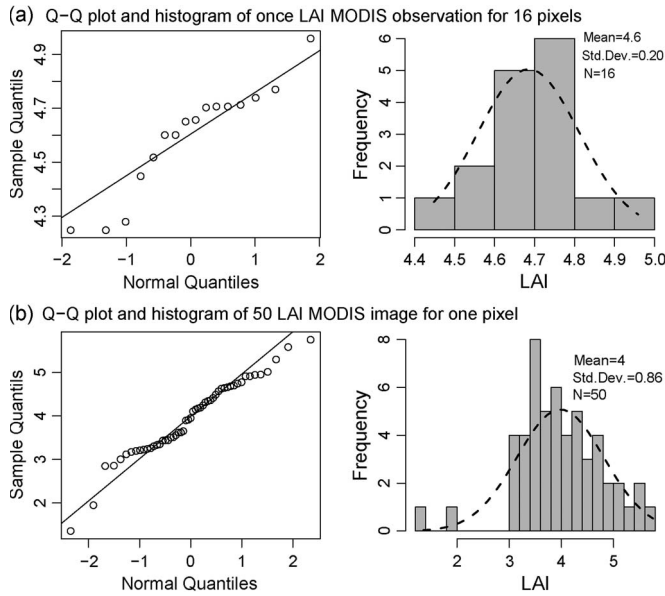 (a) Q-Q plot and histogram of once LAI MODIS observation for 16 pixels
Sample Quantils
4.9
4.7
4.5
4.3
-2 -1 0 1 2
Normal Quantiles
Frequency
6
5
4
3
2
1
0
Mean=4.6
Std.Dev.=0.20
N=16
4.4 4.5 4.6 4.7 4.8 4.9 5.0
LAI
(b) Q-Q plot and histogram of 50 LAI MODIS image for one pixel
Sample Quantils
5
4
3
2
-2 -1 0 1 2
Normal Quantiles
Frequency
8
6
4
2
0
Mean=4
Std.Dev.=0.86
N=50
2 3 4 5
LAI